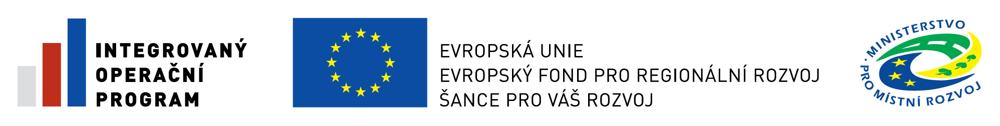 INTEGROVANÝ
OPERAČNÍ
PROGRAM
EVROPSKÁ UNIE
EVROPSKÝ FOND PRO REGIONÁLNÍ ROZVOJ
ŠANCE PRO VÁŠ ROZVOJ
· MINISTERSTVO
PRO MÍSTNÍ ROZVOJ